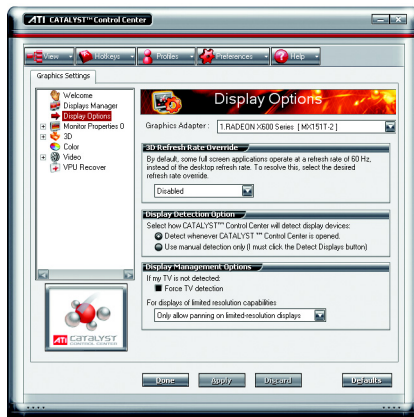 ATI CATALYST™ Control Center
View
Hotkeys
Profiles
Preferences
Help
Graphics Settings
Welcome
Displays Manager
Display Options
Monitor Properties 0
3D
Color
Video
VPU Recover
ATI CATALYST
CONTROL CENTER
Display Options
Graphics Adapter :
1.RADEON X600 Series [ MXT51T-2 ]
3D Refresh Rate Override
By default, some full screen applications operate at a refresh rate of 60 Hz,
instead of the desktop refresh rate. To resolve this, select the desired
refresh rate override.
Disabled
Display Detection Option
Select how CATALYST™ Control Center will detect display devices:
Detect whenever CATALYST ™ Control Center is opened.
Use manual detection only (I must click the Detect Displays button)
Display Management Options
If my TV is not detected:
Force TV detection
For displays of limited resolution capabilities
Only allow panning on limited-resolution displays
Done
Apply
Discard
Defaults